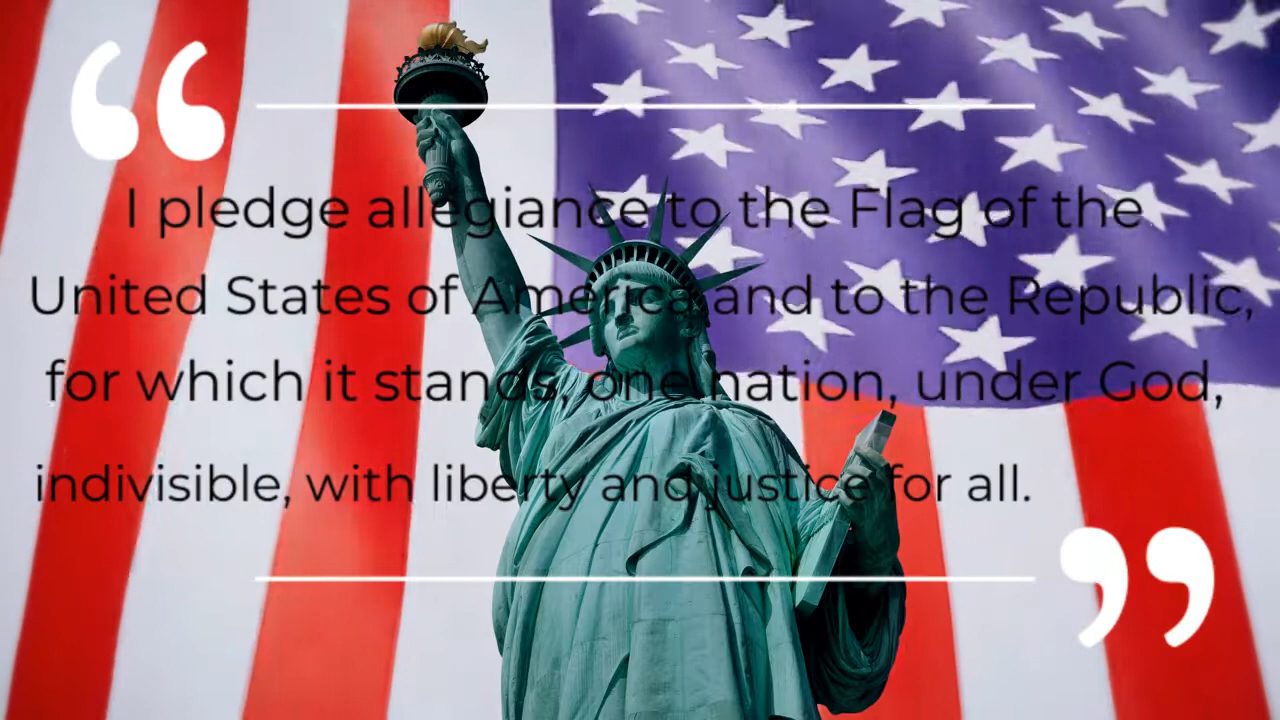 “
I pledge allegiance to the Flag of the
United States of America and to the Republic,
for which it stands, one nation, under God,
indivisible, with liberty and justice for all.
”